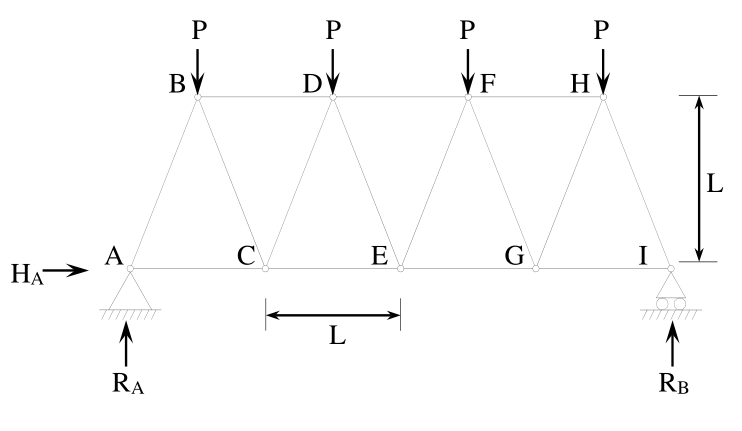 P P P P
B D F H
L
A C E G I
H_A
L
R_A R_B